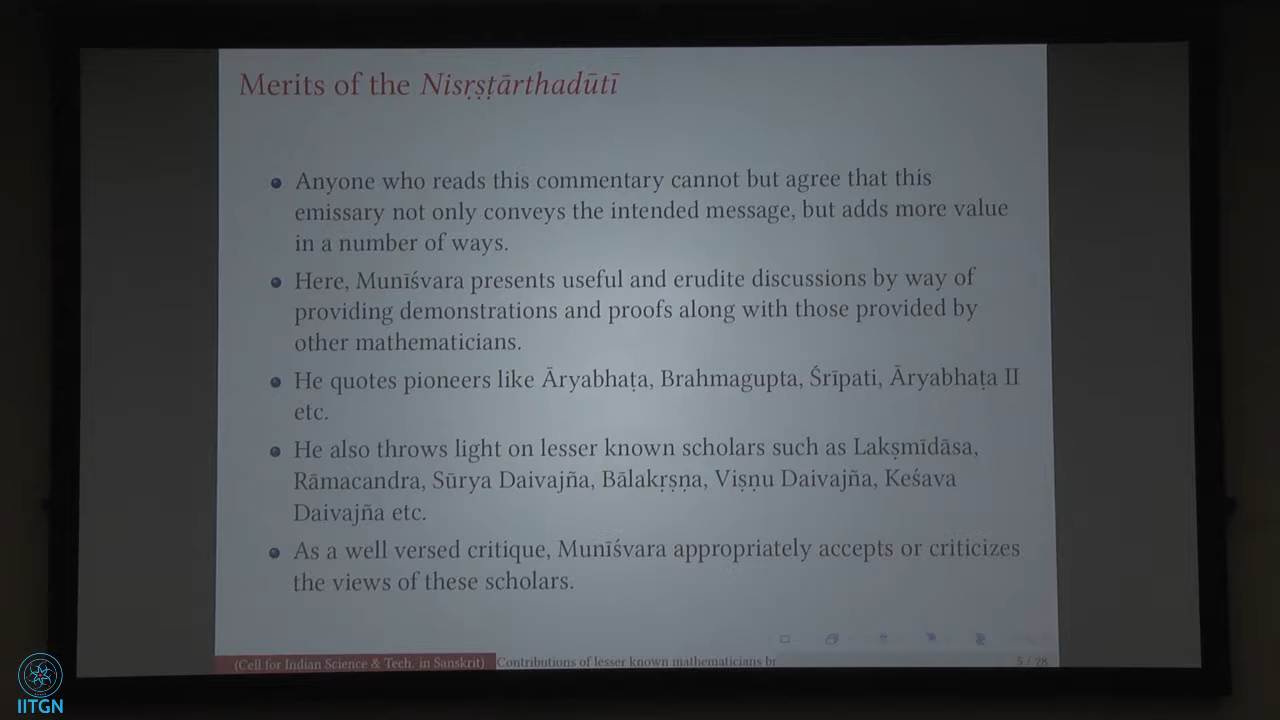 Merits of the Nisṛṣṭārthadūtī
Anyone who reads this commentary cannot but agree that this
emissary not only conveys the intended message, but adds more value
in a number of ways.
Here, Munīśvara presents useful and erudite discussions by way of
providing demonstrations and proofs along with those provided by
other mathematicians.
He quotes pioneers like Āryabhaṭa, Brahmagupta, Śrīpati, Āryabhaṭa II
etc.
He also throws light on lesser known scholars such as Lakṣmīdāsa,
Rāmacandra, Sūrya Daivajña, Bālakṛṣṇa, Viṣṇu Daivajña, Keśava
Daivajña etc.
As a well versed critique, Munīśvara appropriately accepts or criticizes
the views of these scholars.
(Cell for Indian Science & Tech. in Sanskrit) Contributions of lesser known mathematicians br
5 / 28
IITGN